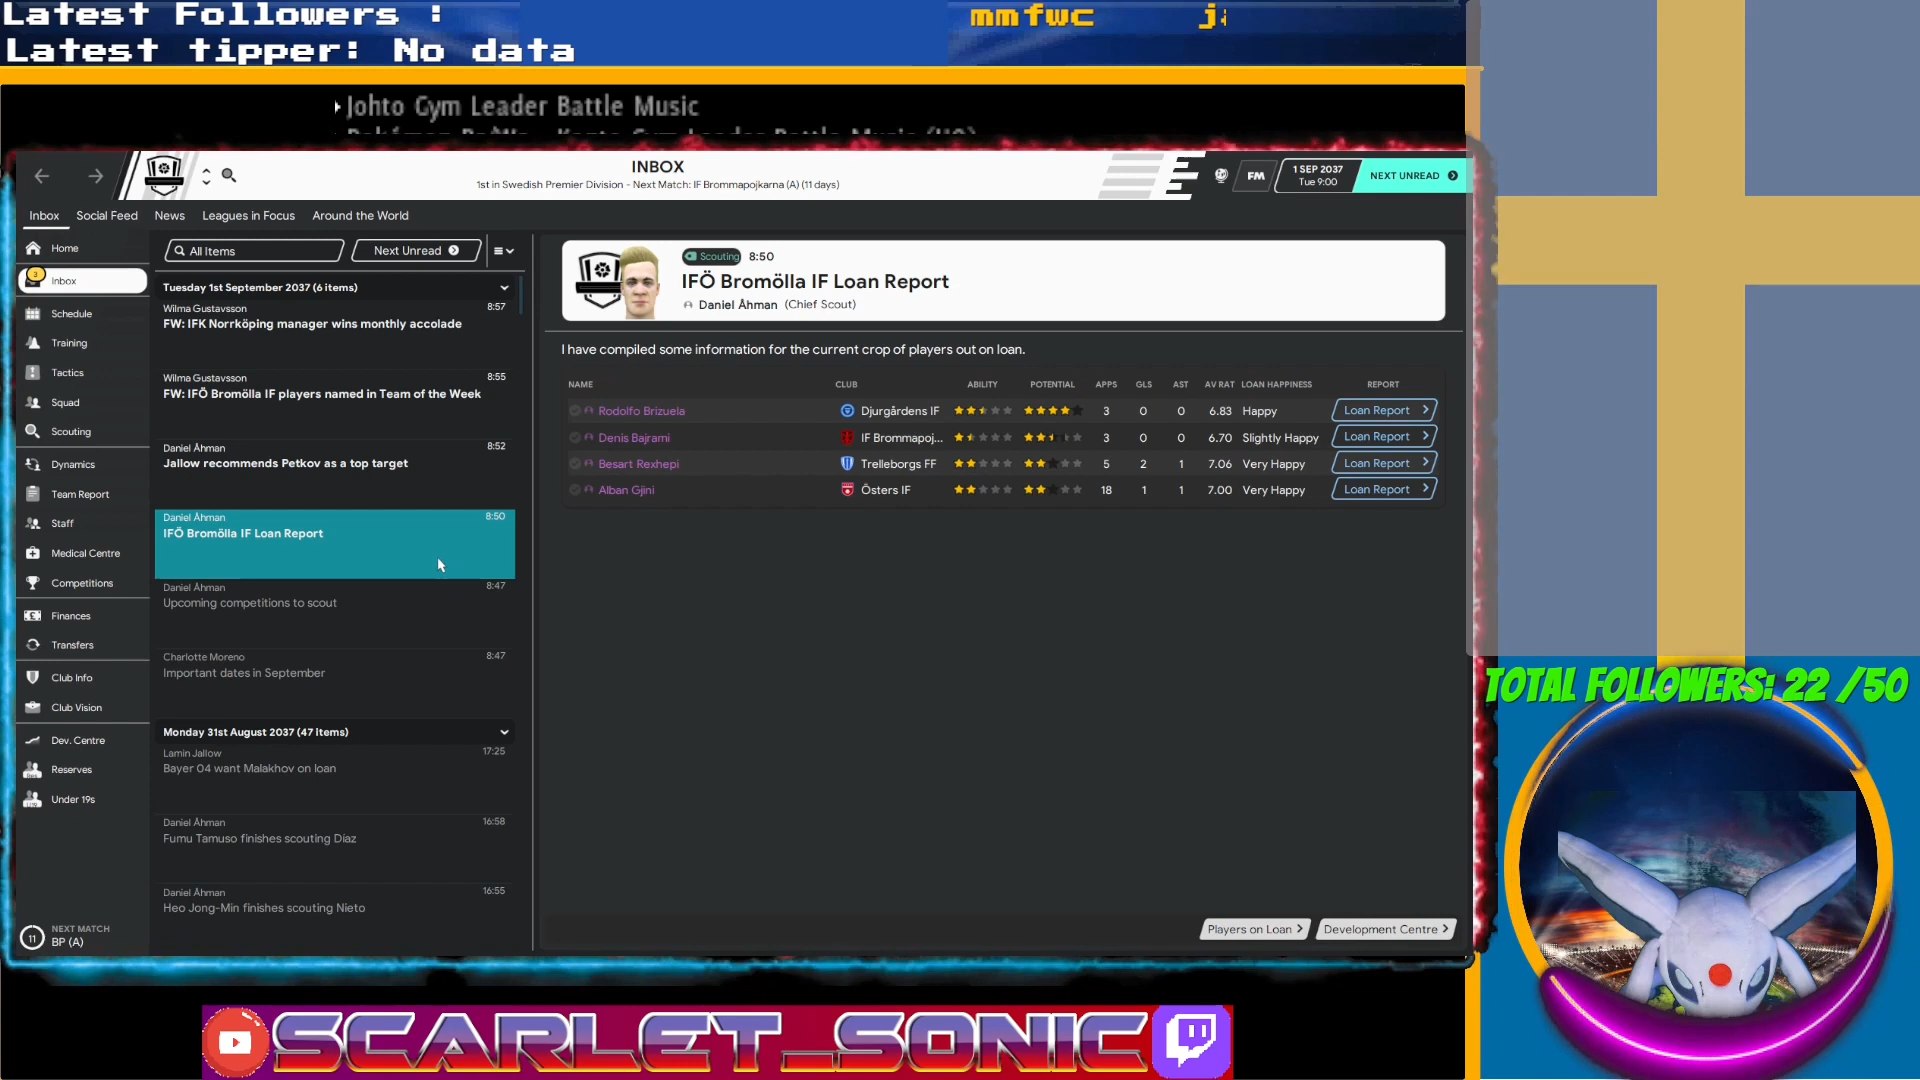 Latest Followers :
mmfwc
Latest tipper: No data
Johto Gym Leader Battle Music
INBOX
1st in Swedish Premier Division - Next Match: IF Brommapojkarna (A) (11 days)
FM
1 SEP 2037
Tue 9:00
NEXT UNREAD
Inbox
Social Feed
News
Leagues in Focus
Around the World
Home
3
Inbox
Schedule
Training
Tactics
Squad
Scouting
Dynamics
Team Report
Staff
Medical Centre
Competitions
Finances
Transfers
Club Info
Club Vision
Dev. Centre
Reserves
Under 19s
11
NEXT MATCH
BP (A)
All Items
Next Unread
Tuesday 1st September 2037 (6 items)
Wilma Gustavsson 8:57
FW: IFK Norrköping manager wins monthly accolade
Wilma Gustavsson 8:55
FW: IFÖ Bromölla IF players named in Team of the Week
Daniel Åhman 8:52
Jallow recommends Petkov as a top target
Daniel Åhman 8:50
IFÖ Bromölla IF Loan Report
Daniel Åhman 8:47
Upcoming competitions to scout
Charlotte Moreno 8:47
Important dates in September
Monday 31st August 2037 (47 items)
Lamin Jallow 17:25
Bayer 04 want Malakhov on loan
Daniel Åhman 16:58
Fumu Tamuso finishes scouting Díaz
Daniel Åhman 16:55
Heo Jong-Min finishes scouting Nieto
Scouting 8:50
IFÖ Bromölla IF Loan Report
Daniel Åhman (Chief Scout)
I have compiled some information for the current crop of players out on loan.
NAME CLUB ABILITY POTENTIAL APPS GLS AST AV RAT LOAN HAPPINESS REPORT
Rodolfo Brizuela Djurgårdens IF 3 0 0 6.83 Happy Loan Report
Denis Bajrami IF Brommapoj... 3 0 0 6.70 Slightly Happy Loan Report
Besart Rexhepi Trelleborgs FF 5 2 1 7.06 Very Happy Loan Report
Alban Gjini Östers IF 18 1 1 7.00 Very Happy Loan Report
Players on Loan
Development Centre
TOTAL FOLLOWERS: 22 /50
SCARLET_SONIC